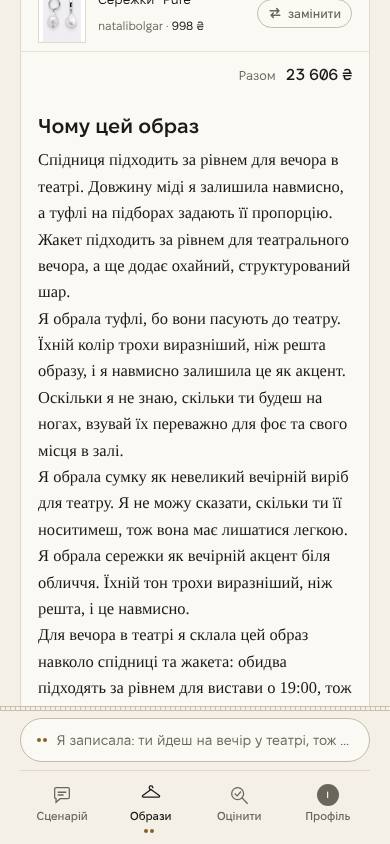 Сережки "Pure"
natalibolgar · 998 ₴
замінити
Разом 23 606 ₴
Чому цей образ
Спідниця підходить за рівнем для вечора в
театрі. Довжину міді я залишила навмисно,
а туфлі на підборах задають її пропорцію.
Жакет підходить за рівнем для театрального
вечора, а ще додає охайний, структурований
шар.
Я обрала туфлі, бо вони пасують до театру.
Їхній колір трохи виразніший, ніж решта
образу, і я навмисно залишила це як акцент.
Оскільки я не знаю, скільки ти будеш на
ногах, взувай їх переважно для фоє та свого
місця в залі.
Я обрала сумку як невеликий вечірній виріб
для театру. Я не можу сказати, скільки ти її
носитимеш, тож вона має лишатися легкою.
Я обрала сережки як вечірній акцент біля
обличчя. Їхній тон трохи виразніший, ніж
решта, і це навмисно.
Для вечора в театрі я склала цей образ
навколо спідниці та жакета: обидва
підходять за рівнем для вистави о 19:00, тож
Я записала: ти йдеш на вечір у театрі, тож ...
Сценарій
Образи
Оцінити
І
Профіль